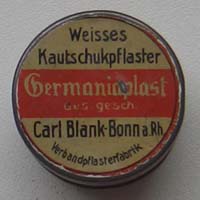 Weisses
Kautschukpflaster
Germaniaplast
Ges. gesch.
Carl Blank-Bonn a. Rh.
Verbandpflasterfabrik